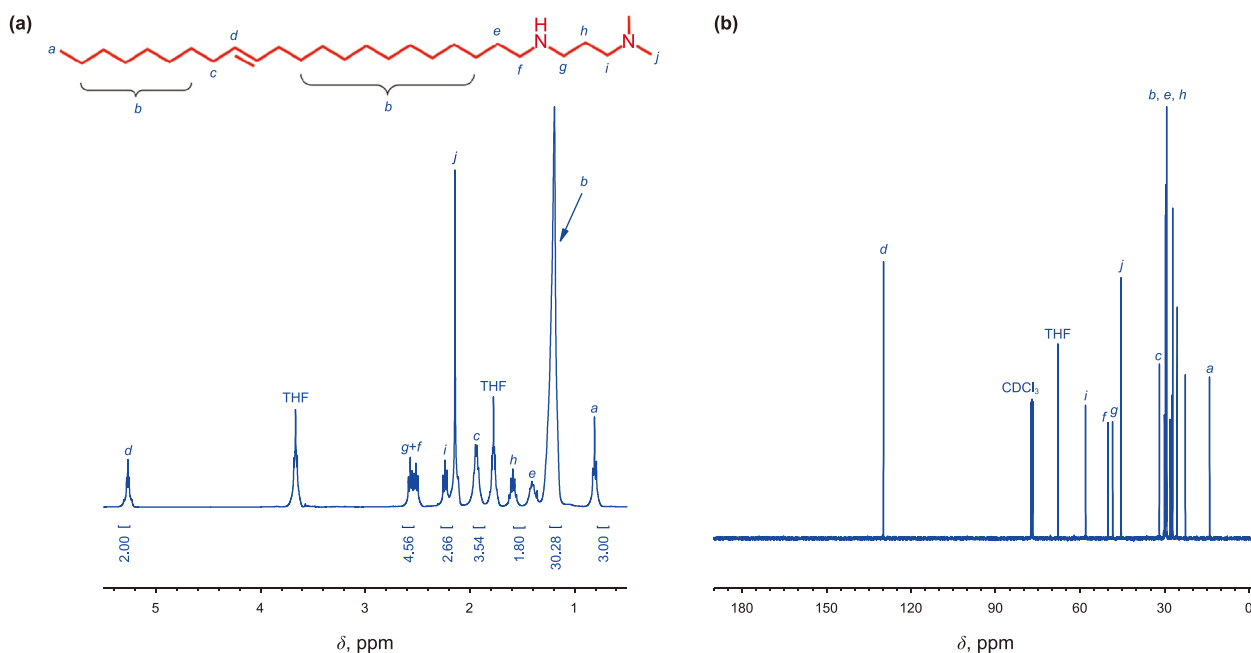 (a)
H
N
N
a
b
c
d
b
e
f
g
h
i
j
d
THF
g+f
i
j
c
THF
h
e
b
a
2.00
4.56
2.66
3.54
1.80
30.28
3.00
5
4
3
2
1
δ, ppm
(b)
d
CDCl₃
THF
i
f
g
j
c
b, e, h
a
180
150
120
90
60
30
0
δ, ppm